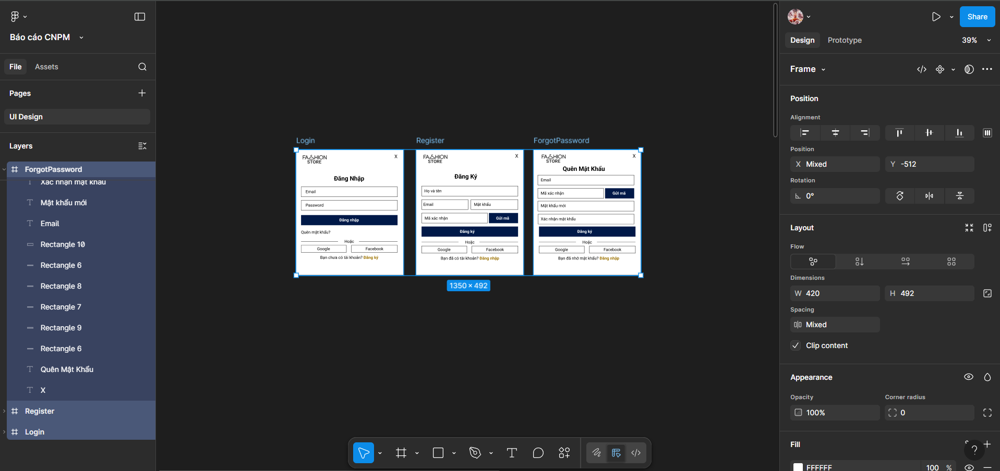 Báo cáo CNPM
File
Assets
Pages
UI Design
Layers
ForgotPassword
Xác nhận mật khẩu
Mật khẩu mới
Email
Rectangle 10
Rectangle 6
Rectangle 8
Rectangle 7
Rectangle 9
Rectangle 6
Quên Mật Khẩu
X
Register
Login
Login
FASHION
STORE
X
Đăng Nhập
Email
Password
Đăng nhập
Quên mật khẩu?
Hoặc
Google
Facebook
Bạn chưa có tài khoản? Đăng ký
Register
FASHION
STORE
X
Đăng Ký
Họ và tên
Email
Mật khẩu
Mã xác nhận
Gửi mã
Đăng ký
Hoặc
Google
Facebook
Bạn đã có tài khoản? Đăng nhập
ForgotPassword
FASHION
STORE
X
Quên Mật Khẩu
Email
Mã xác nhận
Gửi mã
Mật khẩu mới
Xác nhận mật khẩu
Đăng ký
Hoặc
Google
Facebook
Bạn đã nhớ mật khẩu? Đăng nhập
1350 × 492
Share
Design
Prototype
39%
Frame
Position
Alignment
Position
X Mixed
Y -512
Rotation
0°
Layout
Flow
Dimensions
W 420
H 492
Spacing
Mixed
Clip content
Appearance
Opacity
Corner radius
100%
0
Fill
?
FFFFFF
100 %